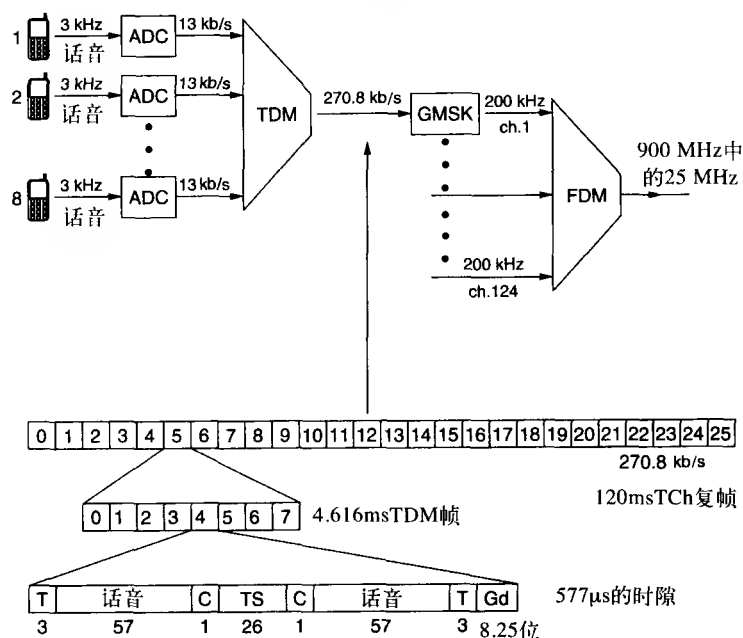 1 3 kHz 话音 ADC 13 kb/s
2 3 kHz 话音 ADC 13 kb/s
8 3 kHz 话音 ADC 13 kb/s
TDM
270.8 kb/s
GMSK
200 kHz
ch.1
200 kHz
ch.124
FDM
900 MHz中
的25 MHz
0 1 2 3 4 5 6 7 8 9 10 11 12 13 14 15 16 17 18 19 20 21 22 23 24 25
270.8 kb/s
120msTCh复帧
0 1 2 3 4 5 6 7 4.616msTDM帧
T 话音 C TS C 话音 T Gd 577μs的时隙
3 57 1 26 1 57 3 8.25位